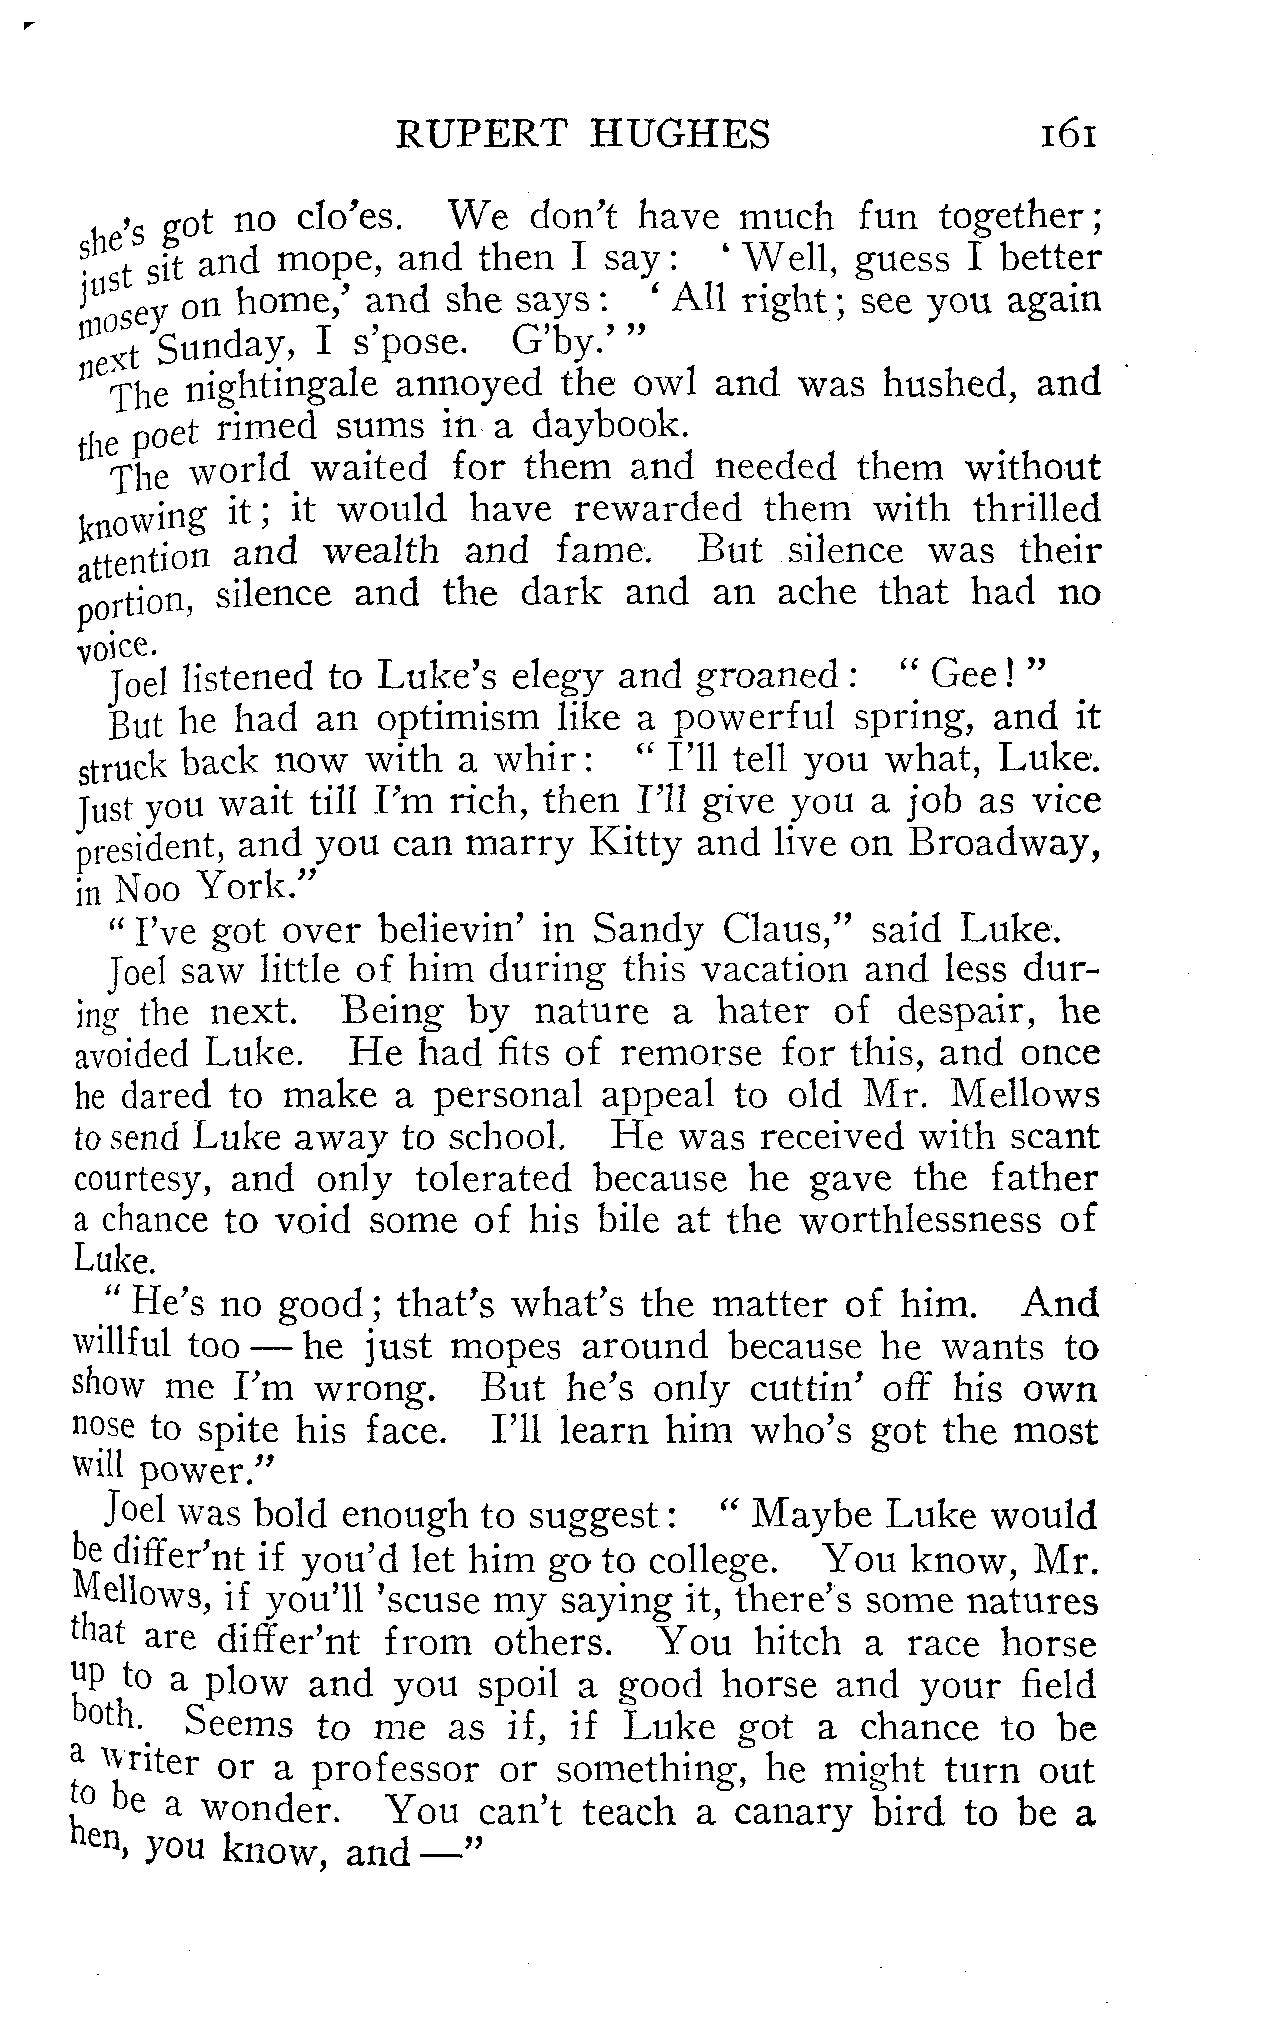 RUPERT HUGHES 161
she's got no clo'es. We don't have much fun together;
just sit and mope, and then I say: ‘Well, guess I better
mosey on home,’ and she says: ‘All right; see you again
next Sunday, I s'pose. G'by.’”
The nightingale annoyed the owl and was hushed, and
the poet rimed sums in a daybook.
The world waited for them and needed them without
knowing it; it would have rewarded them with thrilled
attention and wealth and fame. But silence was their
portion, silence and the dark and an ache that had no
voice.
Joel listened to Luke's elegy and groaned: “Gee!”
But he had an optimism like a powerful spring, and it
struck back now with a whir: “I'll tell you what, Luke.
Just you wait till I'm rich, then I'll give you a job as vice
president, and you can marry Kitty and live on Broadway,
in Noo York.”
“I've got over believin' in Sandy Claus,” said Luke.
Joel saw little of him during this vacation and less dur-
ing the next. Being by nature a hater of despair, he
avoided Luke. He had fits of remorse for this, and once
he dared to make a personal appeal to old Mr. Mellows
to send Luke away to school. He was received with scant
courtesy, and only tolerated because he gave the father
a chance to void some of his bile at the worthlessness of
Luke.
“He's no good; that's what's the matter of him. And
willful too — he just mopes around because he wants to
show me I'm wrong. But he's only cuttin' off his own
nose to spite his face. I'll learn him who's got the most
will power.”
Joel was bold enough to suggest: “Maybe Luke would
be differ'nt if you'd let him go to college. You know, Mr.
Mellows, if you'll 'scuse my saying it, there's some natures
that are differ'nt from others. You hitch a race horse
up to a plow and you spoil a good horse and your field
both. Seems to me as if, if Luke got a chance to be
a writer or a professor or something, he might turn out
to be a wonder. You can't teach a canary bird to be a
hen, you know, and —”